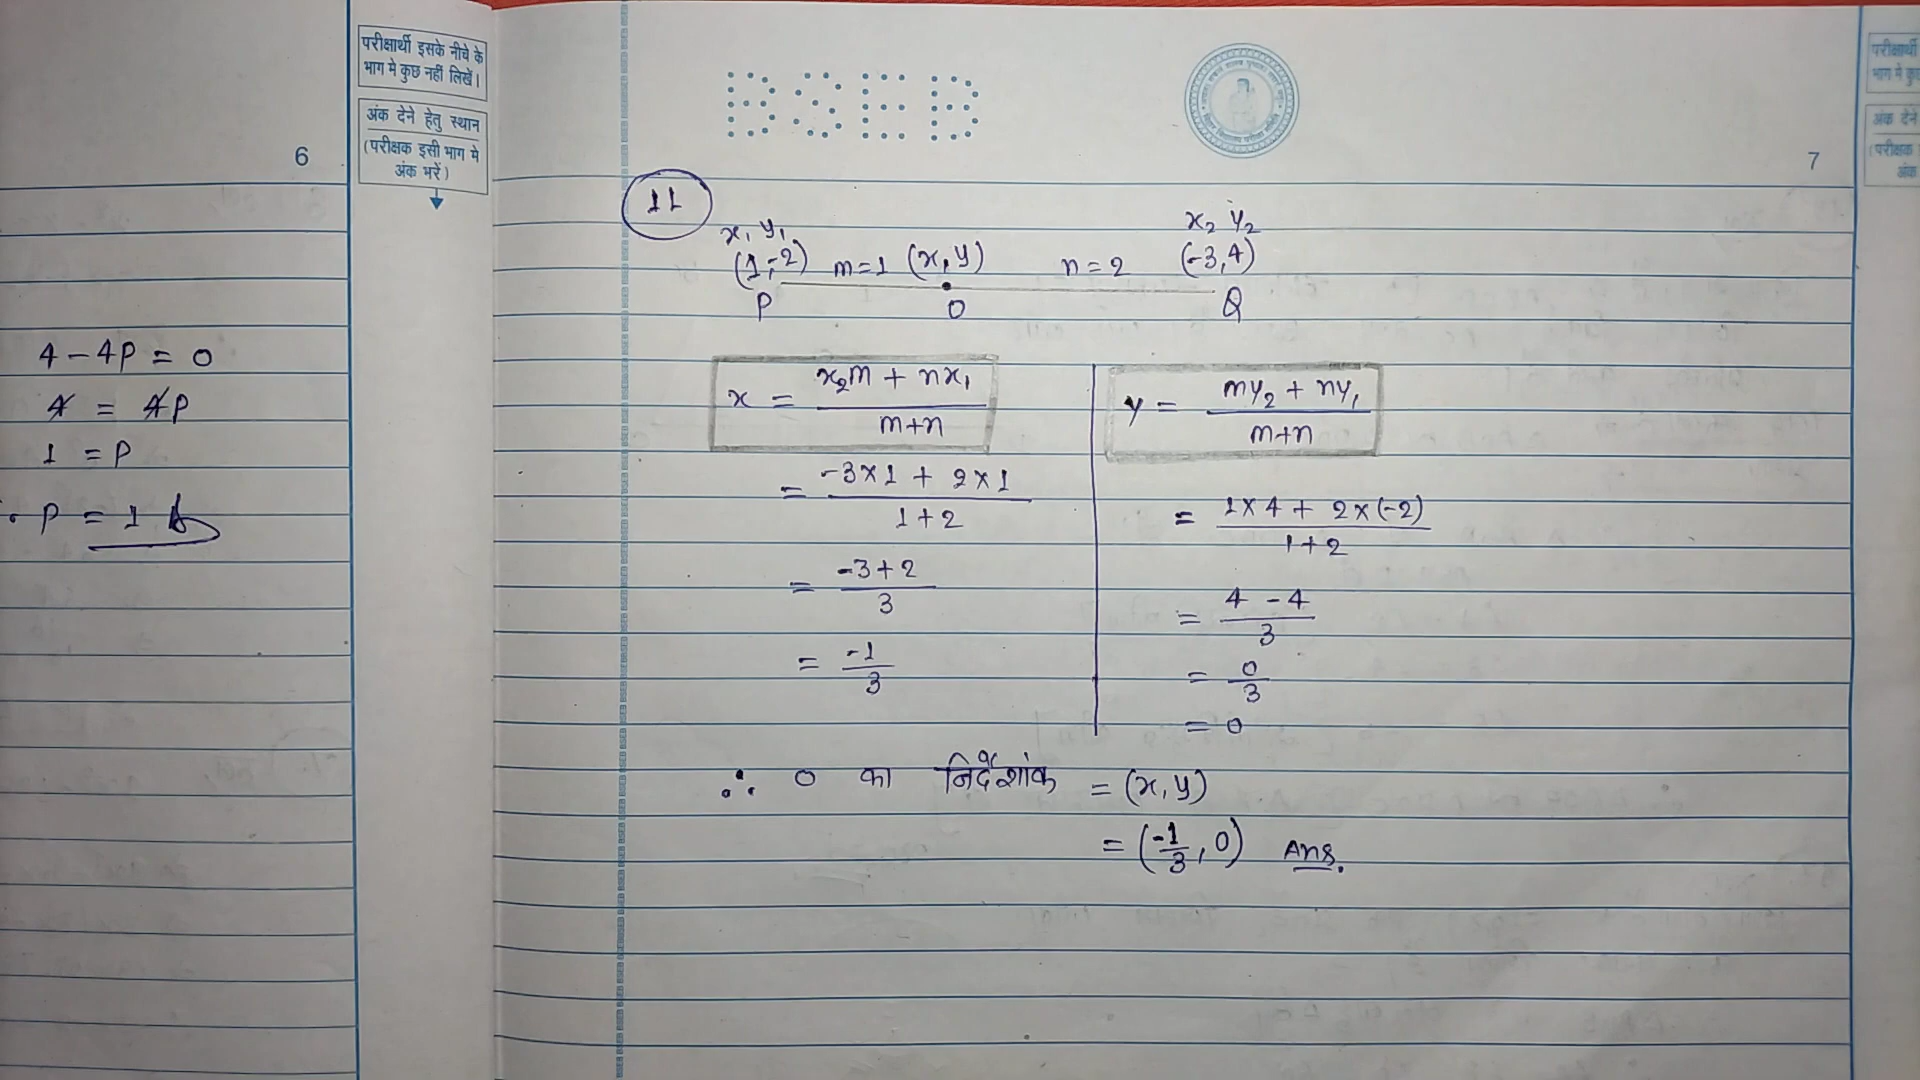 6
4 - 4P = 0
4 = 4P
1 = P
∴ P = 1
परीक्षार्थी इसके नीचे के
भाग मे कुछ नहीं लिखें।
अंक देने हेतु स्थान
(परीक्षक इसी भाग मे
अंक भरें)
BSEB
7
11
x₁ y₁
x₂ y₂
(1, -2) m=1 (x, y) n = 2 (-3, 4)
P O Q
x = (x₂m + nx₁)/(m+n)
= (-3×1 + 2×1)/(1+2)
= (-3+2)/3
= -1/3
y = (my₂ + ny₁)/(m+n)
= (1×4 + 2×(-2))/(1+2)
= (4 - 4)/3
= 0/3
= 0
∴ O का निर्देशांक = (x, y)
= (-1/3, 0) Ans.
परीक्षार्थी
भाग मे कु
अंक देने
(परीक्षक
अंक